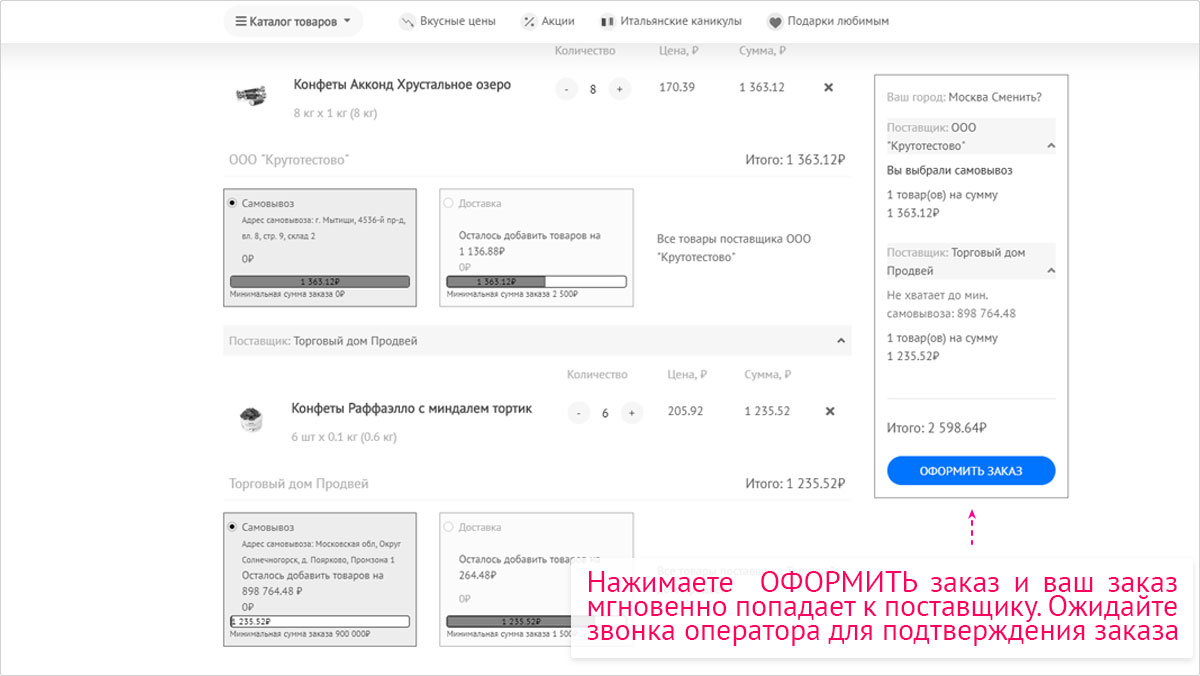 Каталог товаров
Вкусные цены
Акции
Итальянские каникулы
Подарки любимым
Количество
Цена, ₽
Сумма, ₽
Конфеты Акконд Хрустальное озеро
- 8 +
170.39
1 363.12
8 кг x 1 кг (8 кг)
ООО "Крутотестово"
Итого: 1 363.12₽
Самовывоз
Адрес самовывоза: г. Мытищи, 4536-й пр-д,
вл. 8, стр. 9, склад 2
0₽
1 363.12₽
Минимальная сумма заказа 0₽
Доставка
Осталось добавить товаров на
1 136.88₽
0₽
1 363.12₽
Минимальная сумма заказа 2 500₽
Все товары поставщика ООО
"Крутотестово"
Поставщик: Торговый дом Продвей
Количество
Цена, ₽
Сумма, ₽
Конфеты Раффаэлло с миндалем тортик
- 6 +
205.92
1 235.52
6 шт x 0.1 кг (0.6 кг)
Торговый дом Продвей
Итого: 1 235.52₽
Самовывоз
Адрес самовывоза: Московская обл, Округ
Солнечногорск, д. Поярково, Промзона 1
Осталось добавить товаров на
898 764.48 ₽
0₽
1 235.52₽
Минимальная сумма заказа 900 000₽
Доставка
Осталось добавить товаров на
264.48₽
0₽
1 235.52₽
Минимальная сумма заказа 1 500₽
Ваш город: Москва Сменить?
Поставщик: ООО
"Крутотестово"
Вы выбрали самовывоз
1 товар(ов) на сумму
1 363.12₽
Поставщик: Торговый дом
Продвей
Не хватает до мин.
самовывоза: 898 764.48
1 товар(ов) на сумму
1 235.52₽
Итого: 2 598.64₽
ОФОРМИТЬ ЗАКАЗ
Нажимаете ОФОРМИТЬ заказ и ваш заказ
мгновенно попадает к поставщику. Ожидайте
звонка оператора для подтверждения заказа